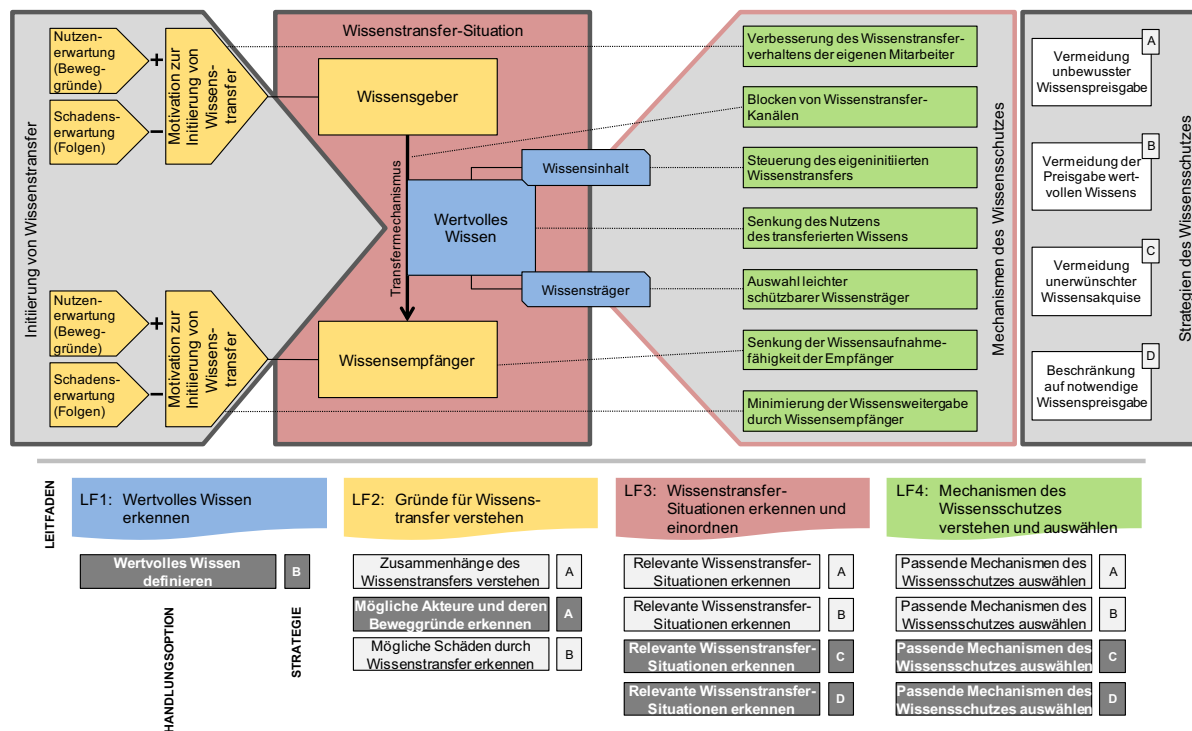 Initiierung von Wissenstransfer
Nutzen-
erwartung
(Beweg-
gründe)
+
Schadens-
erwartung
(Folgen)
–
Motivation zur
Initiierung von
Wissens-
transfer
Nutzen-
erwartung
(Beweg-
gründe)
+
Schadens-
erwartung
(Folgen)
–
Motivation zur
Initiierung von
Wissens-
transfer
Wissenstransfer-Situation
Wissensgeber
Transfermechanismus
Wissensinhalt
Wertvolles
Wissen
Wissensträger
Wissensempfänger
Verbesserung des Wissenstransfer-
verhaltens der eigenen Mitarbeiter
Blocken von Wissenstransfer-
Kanälen
Steuerung des eigeninitiierten
Wissenstransfers
Senkung des Nutzens
des transferierten Wissens
Auswahl leichter
schützbarer Wissensträger
Senkung der Wissensaufnahme-
fähigkeit der Empfänger
Minimierung der Wissensweitergabe
durch Wissensempfänger
Mechanismen des Wissensschutzes
A
Vermeidung
unbewusster
Wissenspreisgabe
B
Vermeidung der
Preisgabe wert-
vollen Wissens
C
Vermeidung
unerwünschter
Wissensakquise
D
Beschränkung
auf notwendige
Wissenspreisgabe
Strategien des Wissensschutzes
LEITFADEN
LF1: Wertvolles Wissen
erkennen
LF2: Gründe für Wissens-
transfer verstehen
LF3: Wissenstransfer-
Situationen erkennen und
einordnen
LF4: Mechanismen des
Wissensschutzes
verstehen und auswählen
HANDLUNGSOPTION
STRATEGIE
Wertvolles Wissen
definieren
B
Zusammenhänge des
Wissenstransfers verstehen
A
Mögliche Akteure und deren
Beweggründe erkennen
A
Mögliche Schäden durch
Wissenstransfer erkennen
B
Relevante Wissenstransfer-
Situationen erkennen
A
Relevante Wissenstransfer-
Situationen erkennen
B
Relevante Wissenstransfer-
Situationen erkennen
C
Relevante Wissenstransfer-
Situationen erkennen
D
Passende Mechanismen des
Wissensschutzes auswählen
A
Passende Mechanismen des
Wissensschutzes auswählen
B
Passende Mechanismen des
Wissensschutzes auswählen
C
Passende Mechanismen des
Wissensschutzes auswählen
D